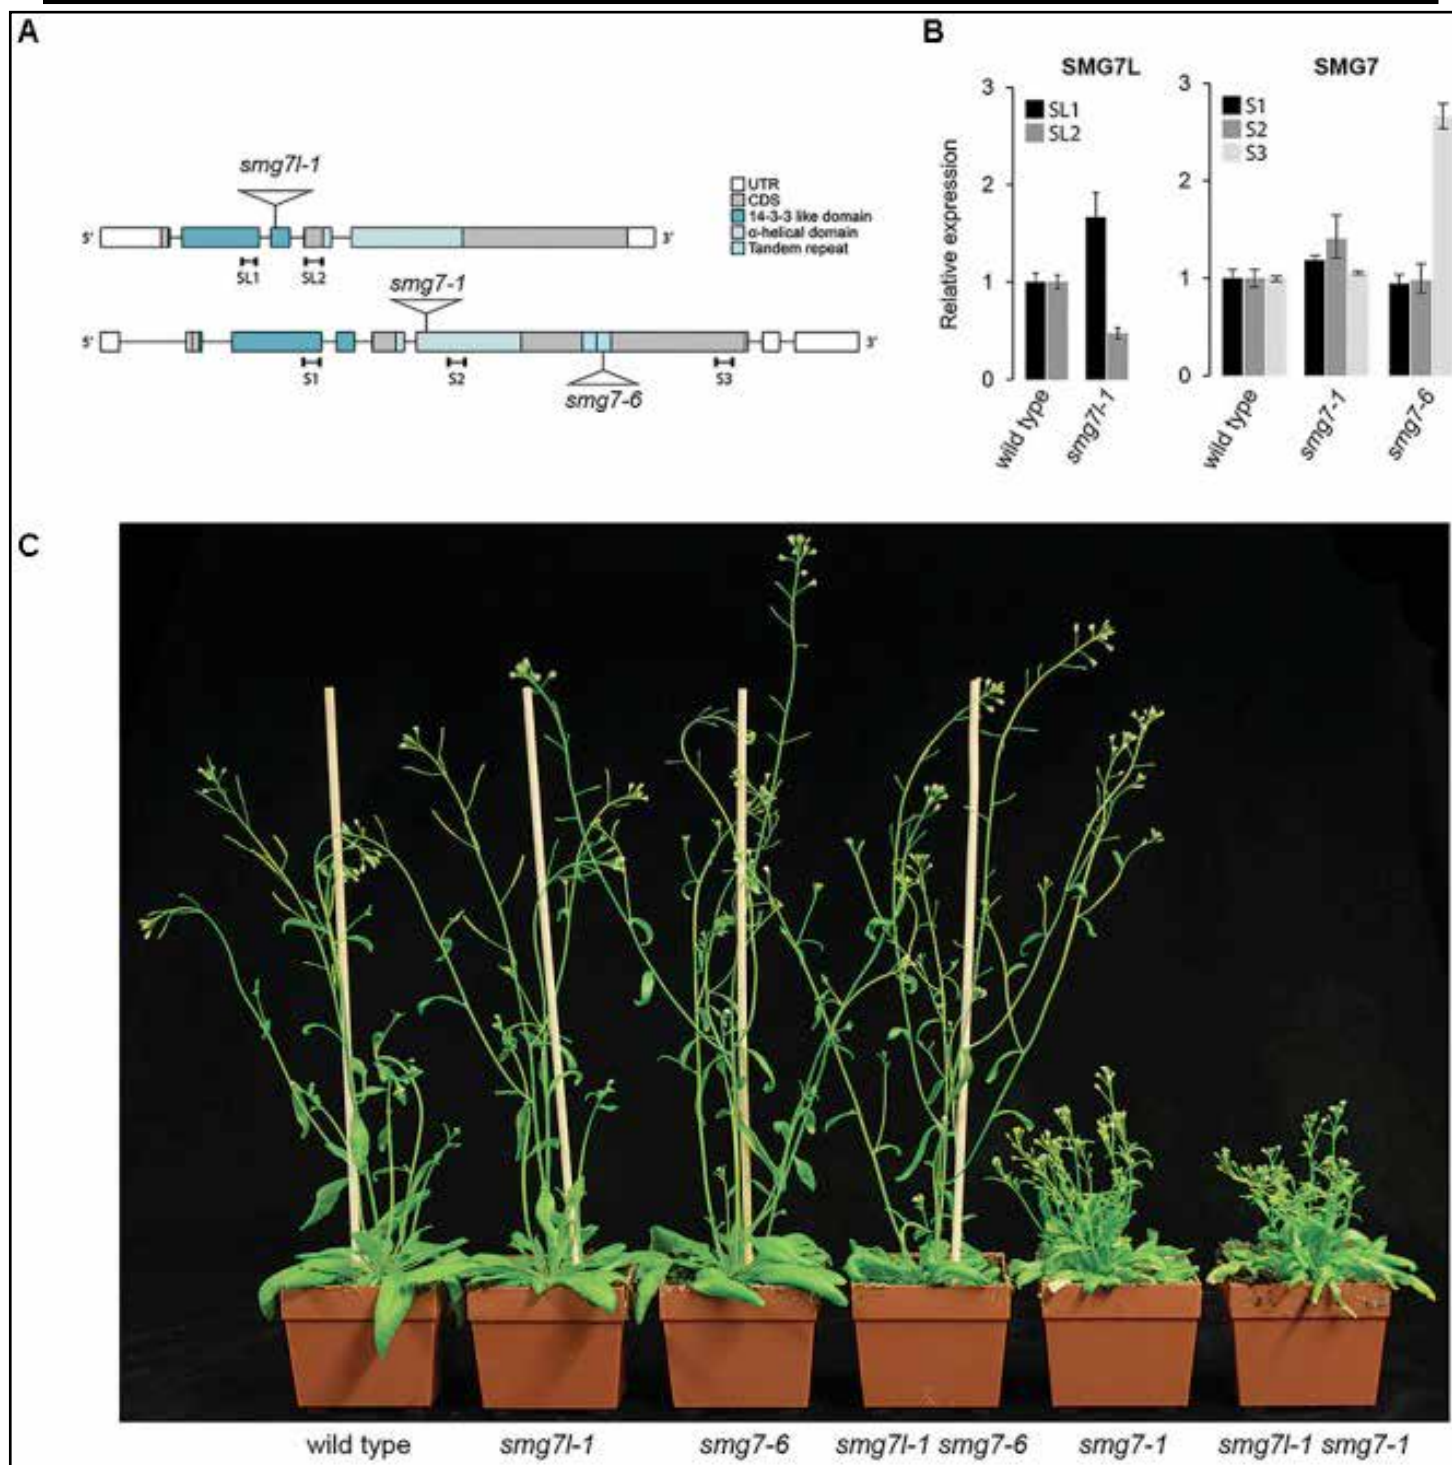 A
smg7l-1
5'
3'
SL1
SL2
UTR
CDS
14-3-3 like domain
α-helical domain
Tandem repeat
smg7-1
5'
3'
S1
S2
S3
smg7-6
B
SMG7L
SMG7
Relative expression
3
2
1
0
SL1
SL2
wild type
smg7l-1
3
2
1
0
S1
S2
S3
wild type
smg7-1
smg7-6
C
wild type
smg7l-1
smg7-6
smg7l-1 smg7-6
smg7-1
smg7l-1 smg7-1